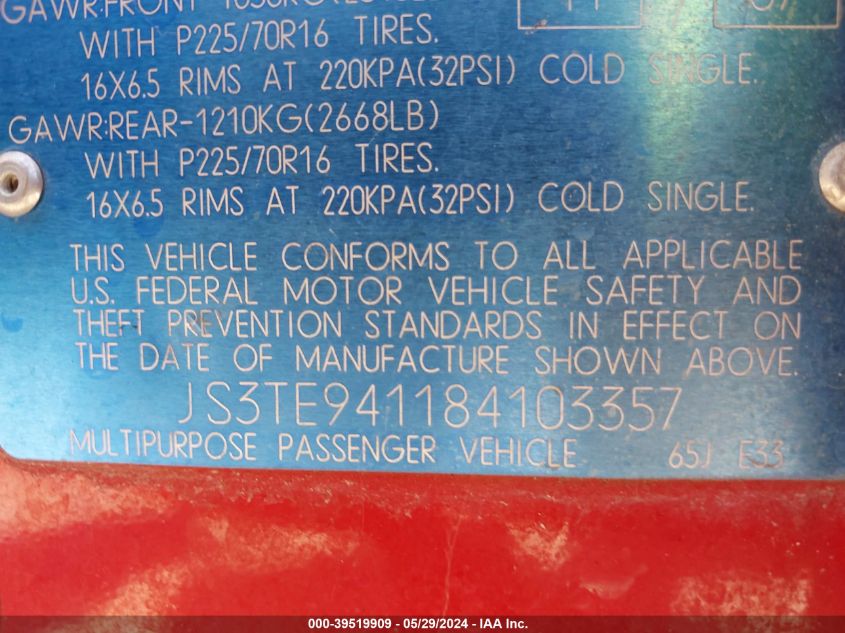 GAWR:FRONT
WITH P225/70R16 TIRES.
16X6.5 RIMS AT 220KPA(32PSI) COLD SINGLE.
GAWR:REAR-1210KG(2668LB)
WITH P225/70R16 TIRES.
16X6.5 RIMS AT 220KPA(32PSI) COLD SINGLE.
THIS VEHICLE CONFORMS TO ALL APPLICABLE
U.S. FEDERAL MOTOR VEHICLE SAFETY AND
THEFT PREVENTION STANDARDS IN EFFECT ON
THE DATE OF MANUFACTURE SHOWN ABOVE.
JS3TE941184103357
MULTIPURPOSE PASSENGER VEHICLE 65J E33
000-39519909 - 05/29/2024 - IAA, Inc.